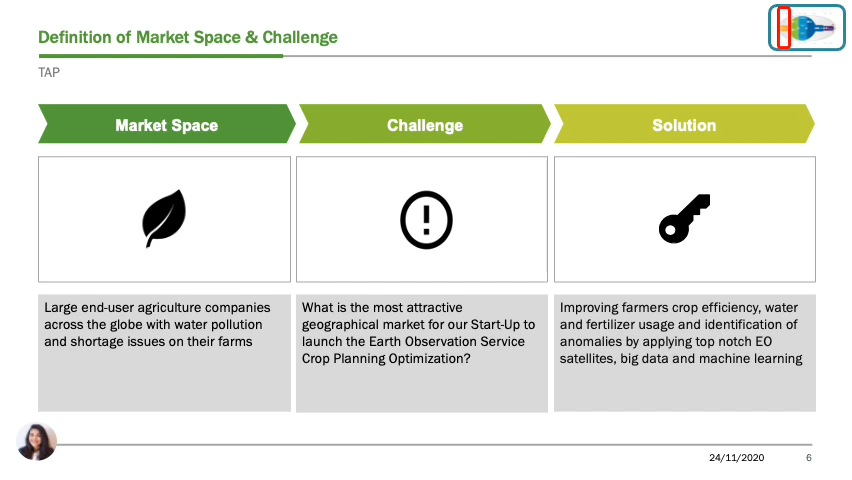 Definition of Market Space & Challenge
TAP
Market Space
Challenge
Solution
Large end-user agriculture companies
across the globe with water pollution
and shortage issues on their farms
What is the most attractive
geographical market for our Start-Up to
launch the Earth Observation Service
Crop Planning Optimization?
Improving farmers crop efficiency, water
and fertilizer usage and identification of
anomalies by applying top notch EO
satellites, big data and machine learning
24/11/2020
6